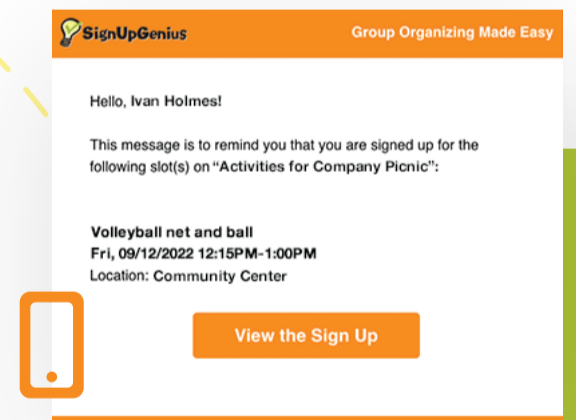 SignUpGenius Group Organizing Made Easy
Hello, Ivan Holmes!
This message is to remind you that you are signed up for the
following slot(s) on “Activities for Company Picnic”:
Volleyball net and ball
Fri, 09/12/2022 12:15PM-1:00PM
Location: Community Center
View the Sign Up